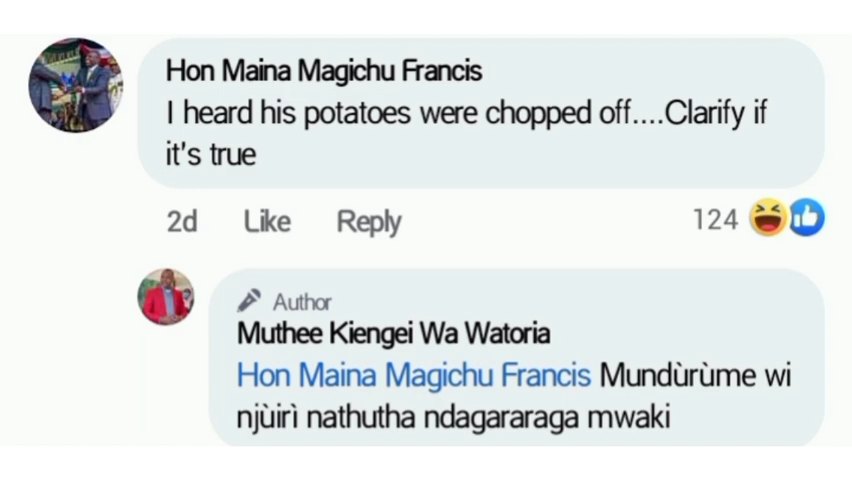 Hon Maina Magichu Francis
I heard his potatoes were chopped off....Clarify if
it's true
2d Like Reply 124
Author
Muthee Kiengei Wa Watoria
Hon Maina Magichu Francis Mundùrùme wi
njùirì nathutha ndagararaga mwaki